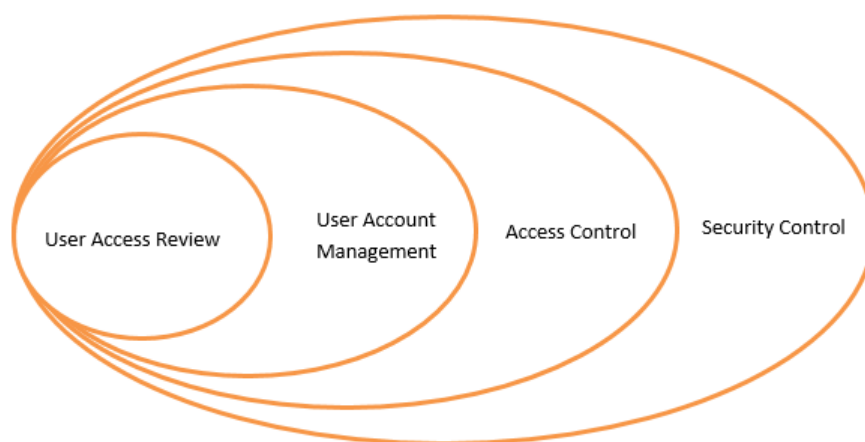 User Access Review
User Account
Management
Access Control
Security Control